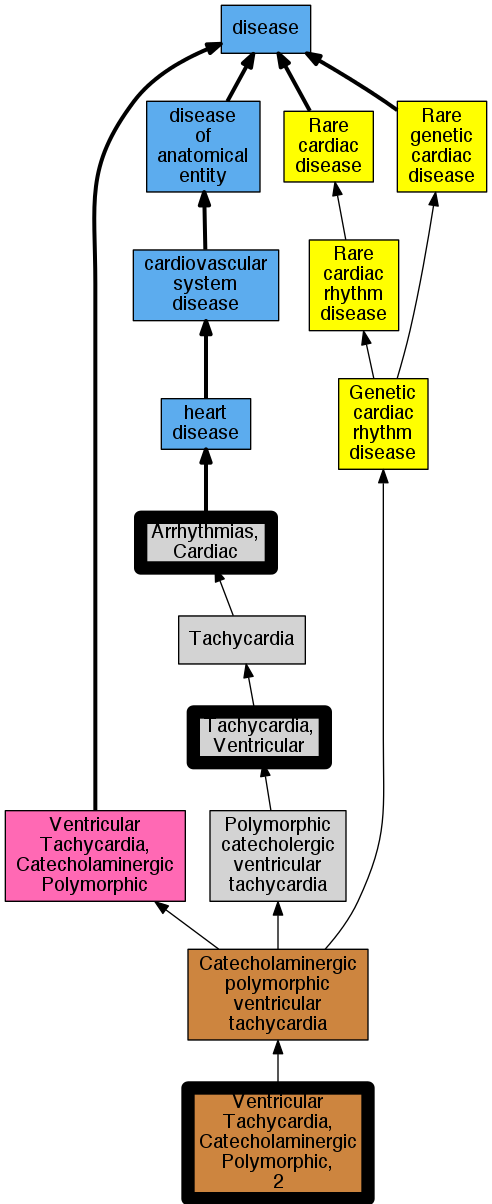 disease
disease
of
anatomical
entity
Rare
cardiac
disease
Rare
genetic
cardiac
disease
cardiovascular
system
disease
Rare
cardiac
rhythm
disease
heart
disease
Genetic
cardiac
rhythm
disease
Arrhythmias,
Cardiac
Tachycardia
Tachycardia,
Ventricular
Ventricular
Tachycardia,
Catecholaminergic
Polymorphic
Polymorphic
catecholergic
ventricular
tachycardia
Catecholaminergic
polymorphic
ventricular
tachycardia
Ventricular
Tachycardia,
Catecholaminergic
Polymorphic,
2